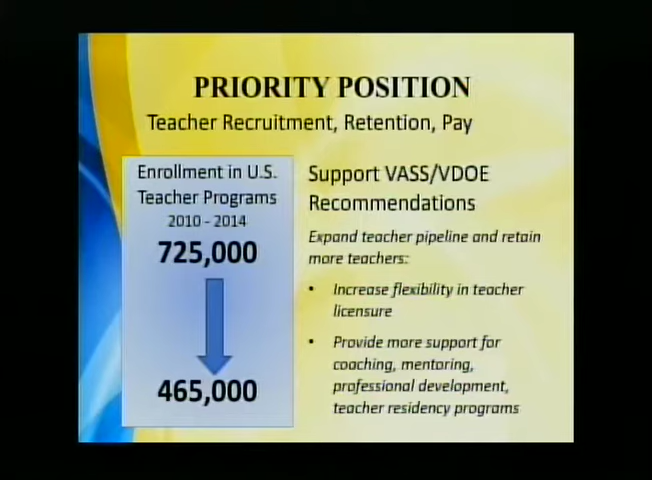 PRIORITY POSITION
Teacher Recruitment, Retention, Pay
Enrollment in U.S.
Teacher Programs
2010 - 2014
725,000
465,000
Support VASS/VDOE
Recommendations
Expand teacher pipeline and retain
more teachers:
• Increase flexibility in teacher
licensure
• Provide more support for
coaching, mentoring,
professional development,
teacher residency programs